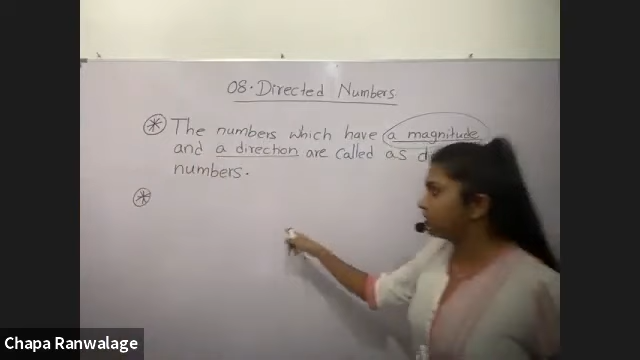 08. Directed Numbers
The numbers which have a magnitude
and a direction are called as
numbers.
Chapa Ranwalage